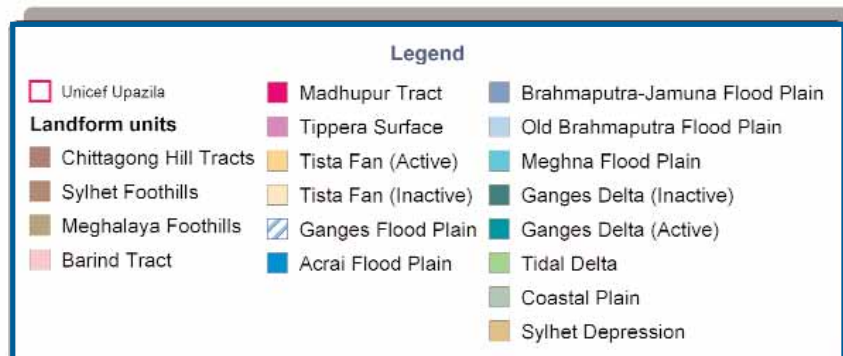 Legend
Unicef Upazila
Landform units
Chittagong Hill Tracts
Sylhet Foothills
Meghalaya Foothills
Barind Tract
Madhupur Tract
Tippera Surface
Tista Fan (Active)
Tista Fan (Inactive)
Ganges Flood Plain
Acrai Flood Plain
Brahmaputra-Jamuna Flood Plain
Old Brahmaputra Flood Plain
Meghna Flood Plain
Ganges Delta (Inactive)
Ganges Delta (Active)
Tidal Delta
Coastal Plain
Sylhet Depression